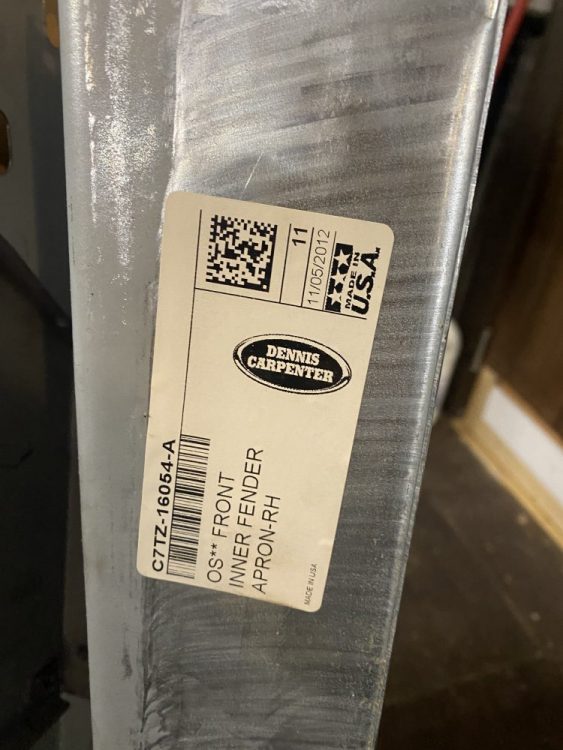 C7TZ-16054-A
OS** FRONT
INNER FENDER
APRON-RH
DENNIS
CARPENTER
11
11/05/2012
MADE IN
U.S.A.
MADE IN USA